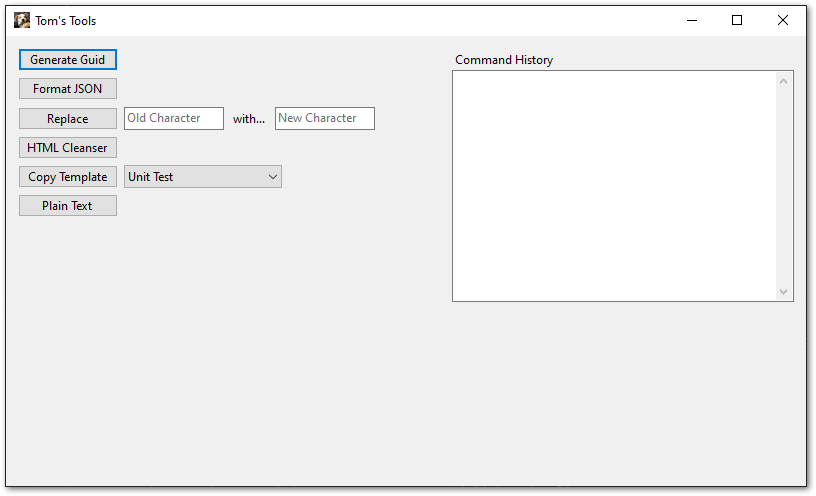 Tom's Tools
Generate Guid
Command History
Format JSON
Replace Old Character with... New Character
HTML Cleanser
Copy Template Unit Test
Plain Text